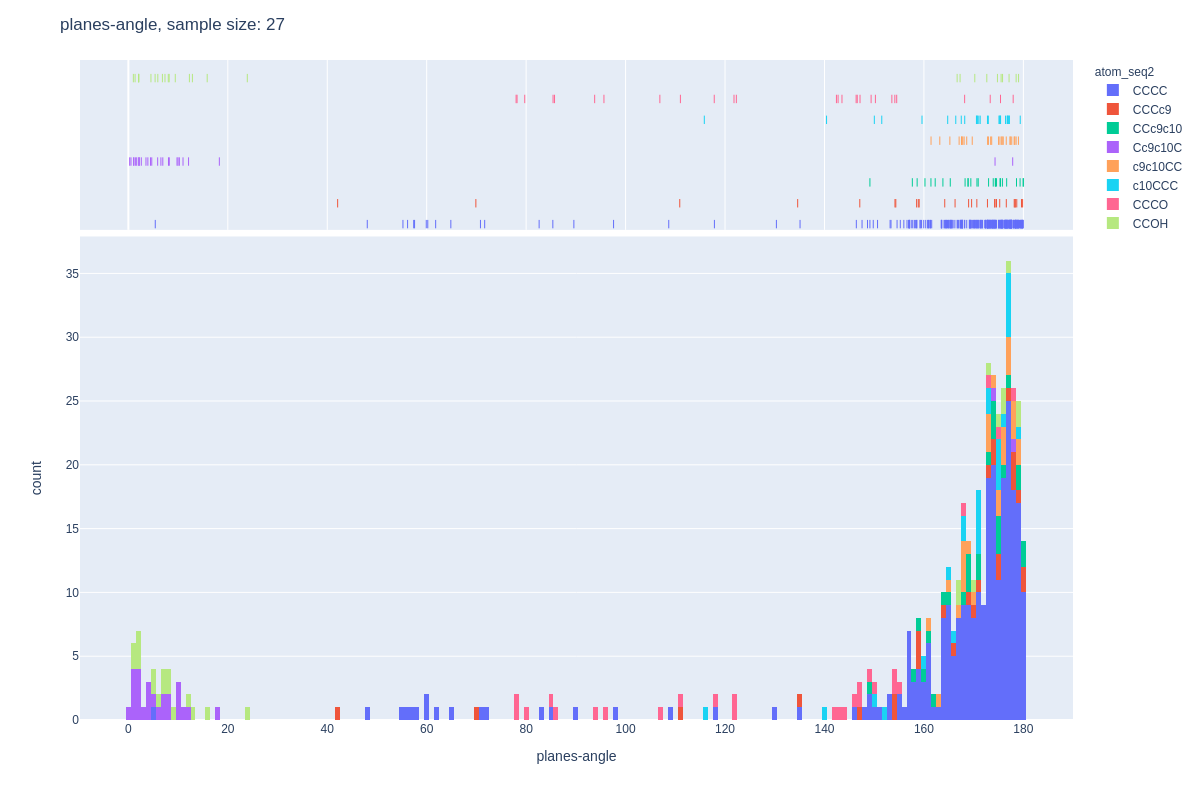 planes-angle, sample size: 27
atom_seq2
CCCC
CCCc9
CCc9c10
Cc9c10C
c9c10CC
c10CCC
CCCO
CCOH
35
30
25
20
15
10
5
0
count
0 20 40 60 80 100 120 140 160 180
planes-angle